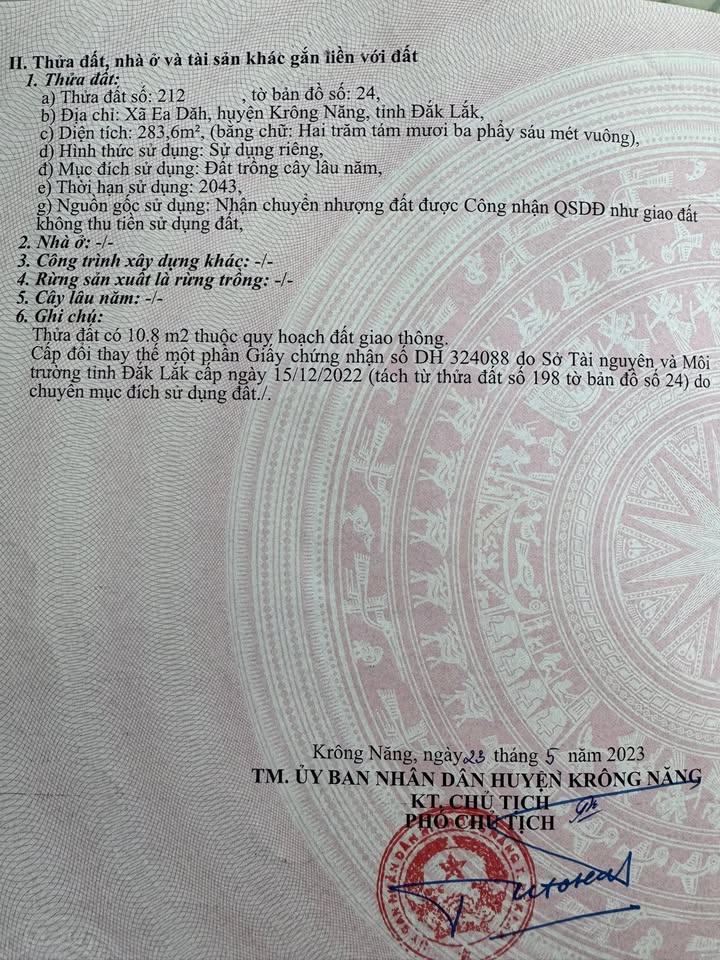 II. Thửa đất, nhà ở và tài sản khác gắn liền với đất
1. Thửa đất:
a) Thửa đất số: 212 , tờ bản đồ số: 24,
b) Địa chỉ: Xã Ea Dăh, huyện Krông Năng, tỉnh Đắk Lắk,
c) Diện tích: 283,6m², (bằng chữ: Hai trăm tám mươi ba phẩy sáu mét vuông),
d) Hình thức sử dụng: Sử dụng riêng,
đ) Mục đích sử dụng: Đất trồng cây lâu năm,
e) Thời hạn sử dụng: 2043,
g) Nguồn gốc sử dụng: Nhận chuyển nhượng đất được Công nhận QSDĐ như giao đất
không thu tiền sử dụng đất,
2. Nhà ở: -/-
3. Công trình xây dựng khác: -/-
4. Rừng sản xuất là rừng trồng: -/-
5. Cây lâu năm: -/-
6. Ghi chú:
Thửa đất có 10.8 m2 thuộc quy hoạch đất giao thông.
Cấp đổi thay thế một phần Giấy chứng nhận số DH 324088 do Sở Tài nguyên và Môi
trường tỉnh Đắk Lắk cấp ngày 15/12/2022 (tách từ thửa đất số 198 tờ bản đồ số 24) do
chuyển mục đích sử dụng đất./.
Krông Năng, ngày 23 tháng 5 năm 2023
TM. ỦY BAN NHÂN DÂN HUYỆN KRÔNG NĂNG
KT. CHỦ TỊCH
PHÓ CHỦ TỊCH